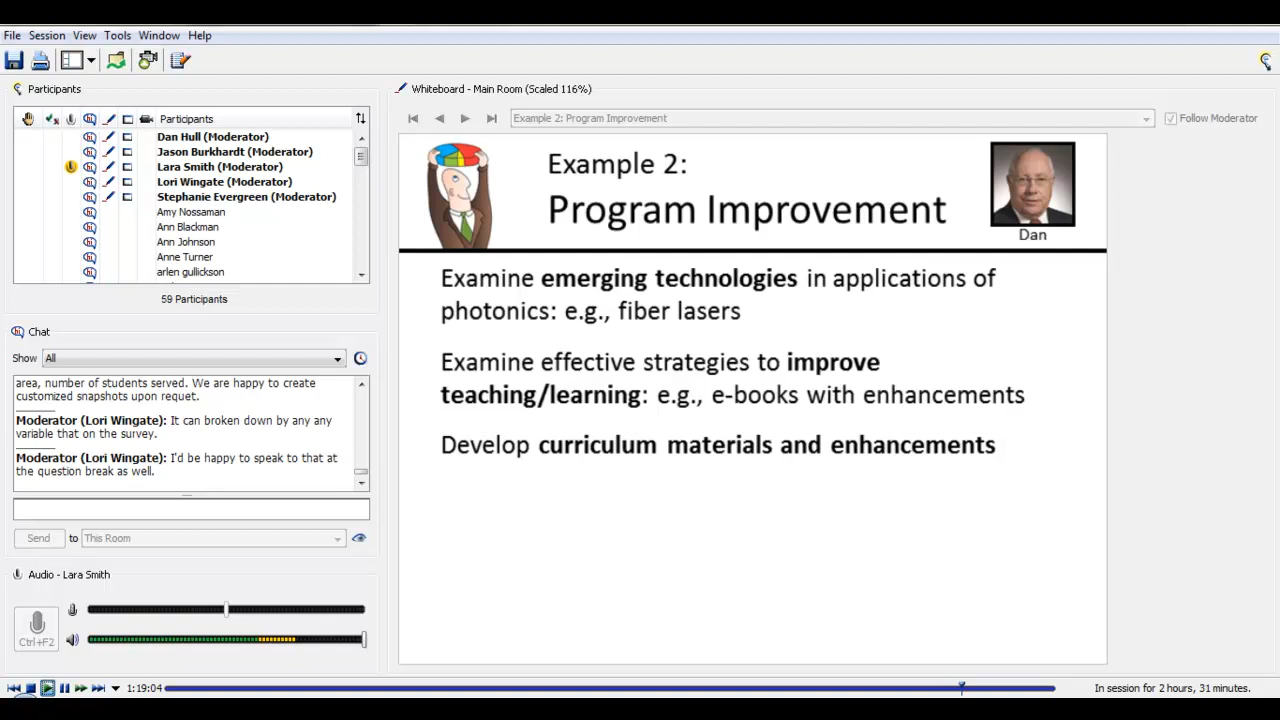 File Session View Tools Window Help
Participants
Participants
Dan Hull (Moderator)
Jason Burkhardt (Moderator)
Lara Smith (Moderator)
Lori Wingate (Moderator)
Stephanie Evergreen (Moderator)
Amy Nossaman
Ann Blackman
Ann Johnson
Anne Turner
arlen gullickson
59 Participants
Chat
Show All
area, number of students served. We are happy to create
customized snapshots upon requet.
Moderator (Lori Wingate): It can broken down by any any
variable that on the survey.
Moderator (Lori Wingate): I'd be happy to speak to that at
the question break as well.
Send to This Room
Audio - Lara Smith
Ctrl+F2
Whiteboard - Main Room (Scaled 116%)
Example 2: Program Improvement
Follow Moderator
Example 2:
Program Improvement
Dan
Examine emerging technologies in applications of
photonics: e.g., fiber lasers
Examine effective strategies to improve
teaching/learning: e.g., e-books with enhancements
Develop curriculum materials and enhancements
1:19:04
In session for 2 hours, 31 minutes.